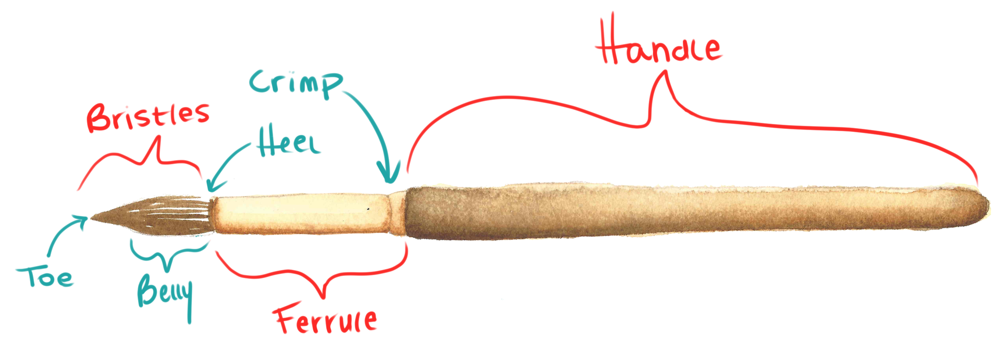 Handle
Crimp
Bristles
Heel
Toe
Belly
Ferrule